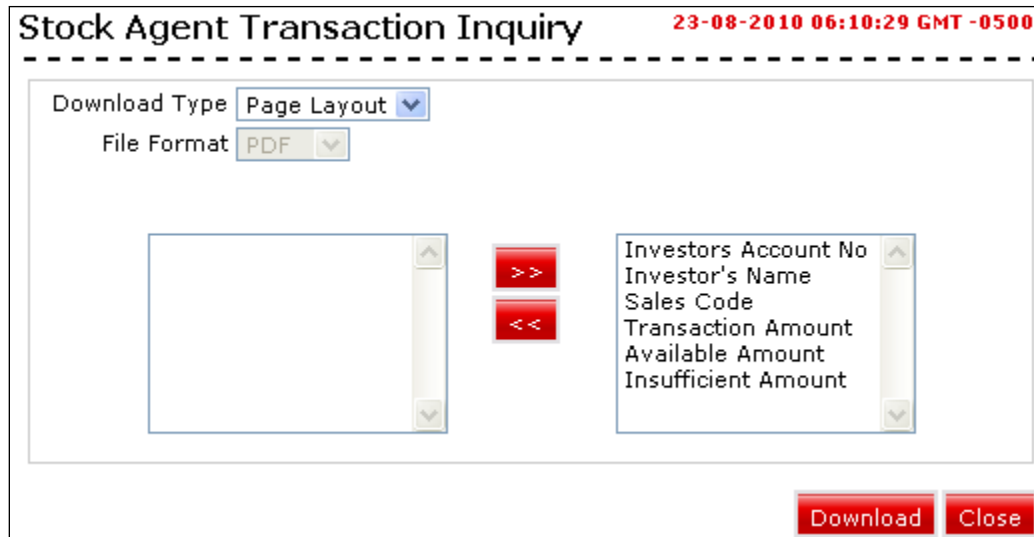 Stock Agent Transaction Inquiry 23-08-2010 06:10:29 GMT -0500
Download Type Page Layout
File Format PDF
>>
<<
Investors Account No
Investor's Name
Sales Code
Transaction Amount
Available Amount
Insufficient Amount
Download Close